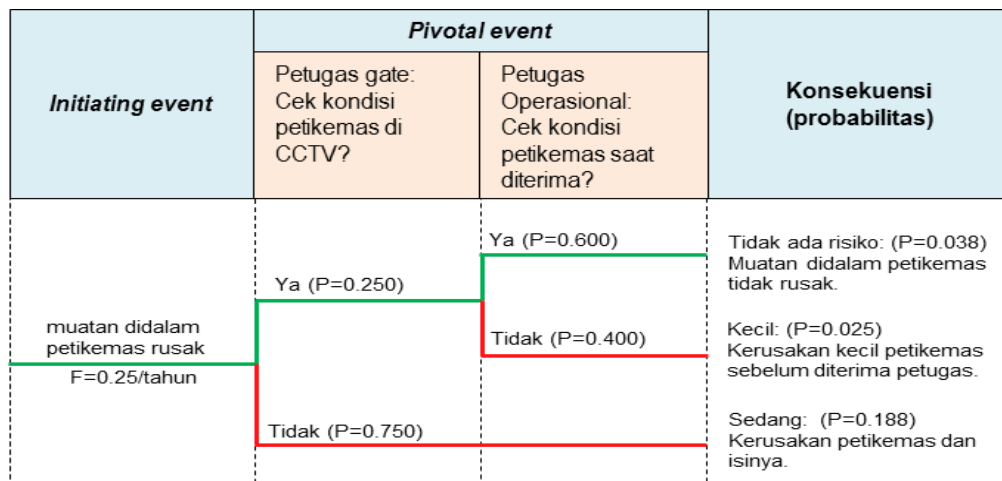 Pivotal event
Initiating event
Petugas gate:
Cek kondisi
petikemas di
CCTV?
Petugas
Operasional:
Cek kondisi
petikemas saat
diterima?
Konsekuensi
(probabilitas)
Ya (P=0.600)
Tidak ada risiko: (P=0.038)
Muatan didalam petikemas
tidak rusak.
Ya (P=0.250)
muatan didalam
petikemas rusak
F=0.25/tahun
Tidak (P=0.400)
Kecil: (P=0.025)
Kerusakan kecil petikemas
sebelum diterima petugas.
Tidak (P=0.750)
Sedang: (P=0.188)
Kerusakan petikemas dan
isinya.